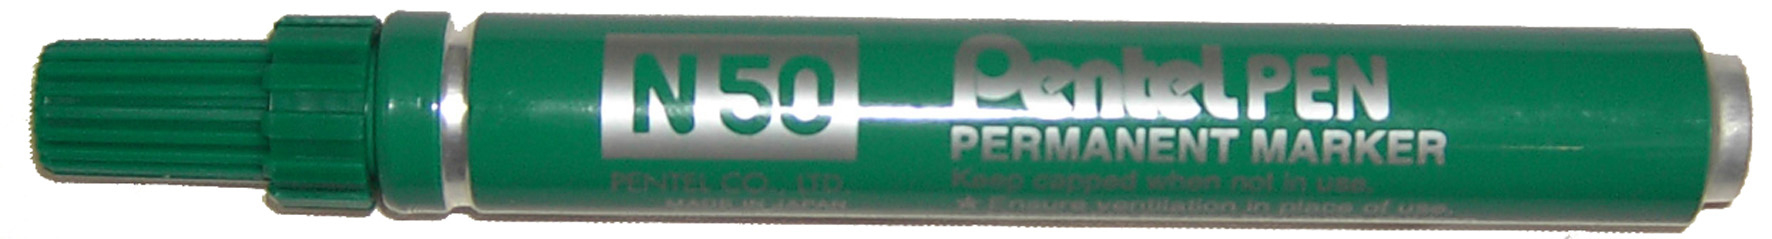 N50
PENTEL CO., LTD.
MADE IN JAPAN
Pentel PEN
PERMANENT MARKER
Keep capped when not in use.
* Ensure ventilation in place of use.